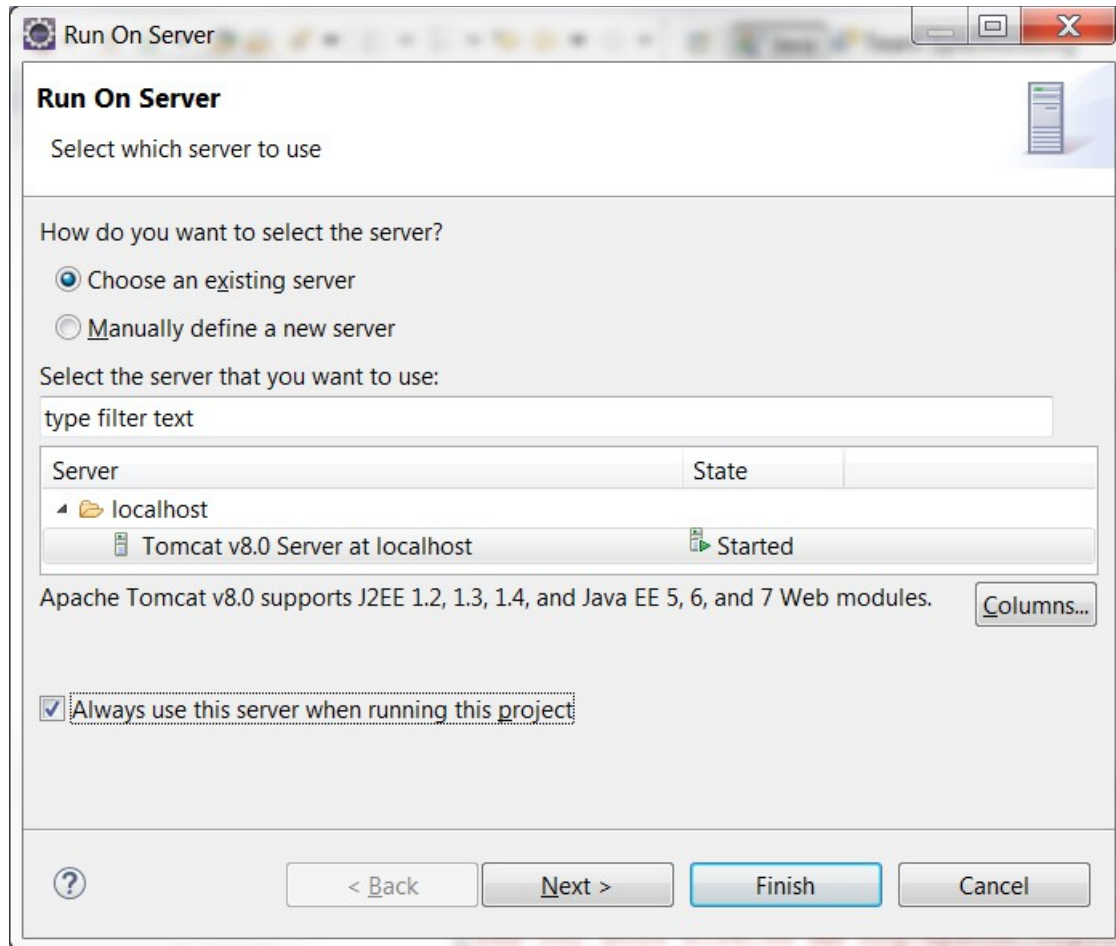 Run On Server
Run On Server
Select which server to use
How do you want to select the server?
Choose an existing server
Manually define a new server
Select the server that you want to use:
type filter text
Server State
localhost
Tomcat v8.0 Server at localhost Started
Apache Tomcat v8.0 supports J2EE 1.2, 1.3, 1.4, and Java EE 5, 6, and 7 Web modules.
Columns...
Always use this server when running this project
? < Back Next > Finish Cancel